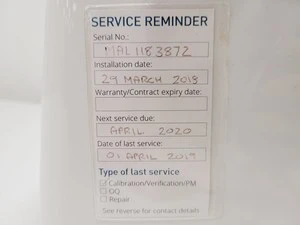 SERVICE REMINDER
Serial No.:
MAL1183872
Installation date:
29 MARCH 2018
Warranty/Contract expiry date:
Next service due:
APRIL 2020
Date of last service:
01 APRIL 2019
Type of last service
Calibration/Verification/PM
OQ
Repair
See reverse for contact details